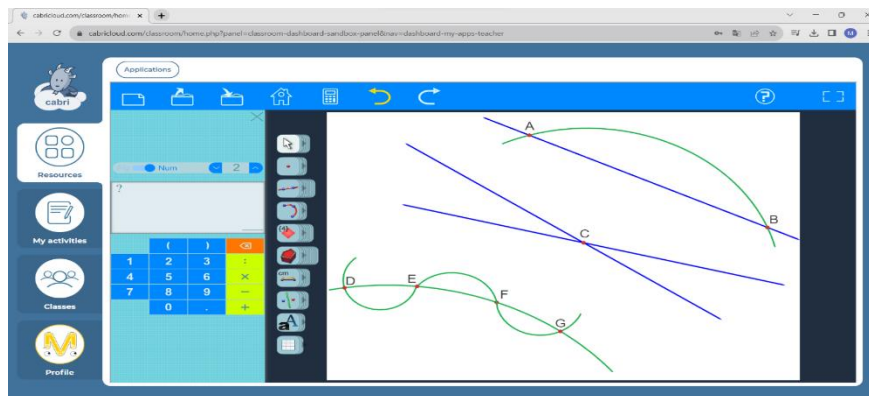 cabricloud.com/classroom/hom
cabricloud.com/classroom/home.php?panel=classroom-dashboard-sandbox-panel&nav=dashboard-my-apps-teacher
M
Applications
cabri
?
Resources
Num
2
?
My activities
( )
1 2 3 :
4 5 6 ×
7 8 9 −
0 . +
cm
aA
Classes
Profile
A
B
C
D
E
F
G